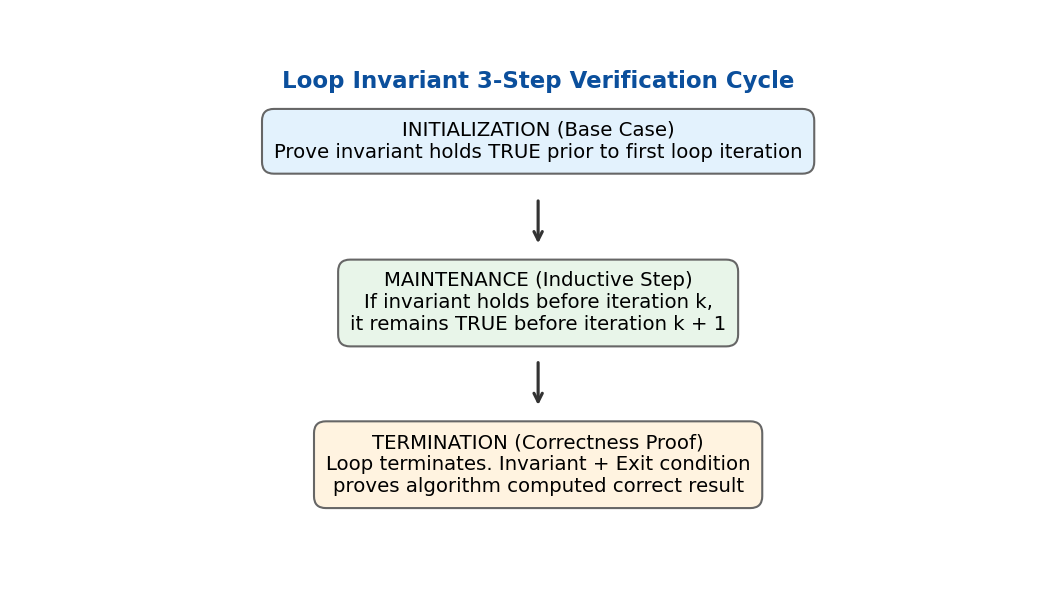 Loop Invariant 3-Step Verification Cycle
INITIALIZATION (Base Case)
Prove invariant holds TRUE prior to first loop iteration
MAINTENANCE (Inductive Step)
If invariant holds before iteration k,
it remains TRUE before iteration k + 1
TERMINATION (Correctness Proof)
Loop terminates. Invariant + Exit condition
proves algorithm computed correct result